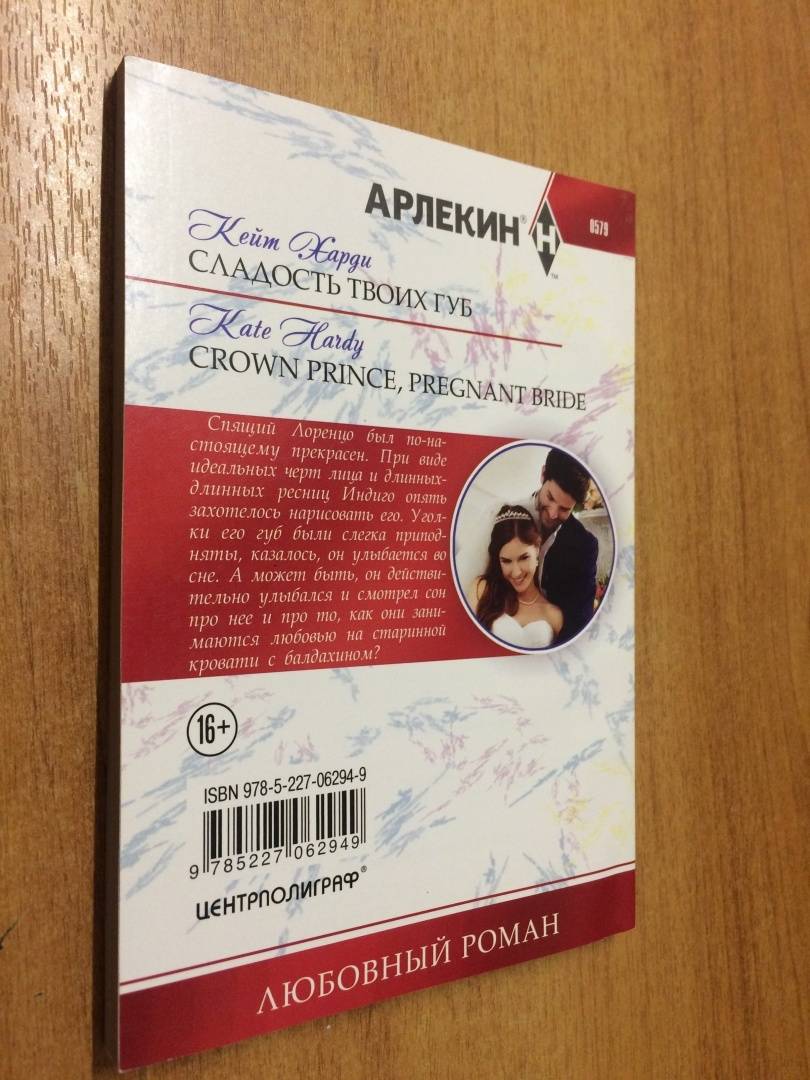 АРЛЕКИН®
0579
Кейт Харди
СЛАДОСТЬ ТВОИХ ГУБ
Kate Hardy
CROWN PRINCE, PREGNANT BRIDE
Спящий Лоренцо был по-на-
стоящему прекрасен. При виде
идеальных черт лица и длинных-
длинных ресниц Индиго опять
захотелось нарисовать его. Угол-
ки его губ были слегка припод-
няты, казалось, он улыбается во
сне. А может быть, он действи-
тельно улыбался и смотрел сон
про нее и про то, как они зани-
маются любовью на старинной
кровати с балдахином?
16+
ISBN 978-5-227-06294-9
9 785227 062949
ЦЕНТРПОЛИГРАФ®
ЛЮБОВНЫЙ РОМАН